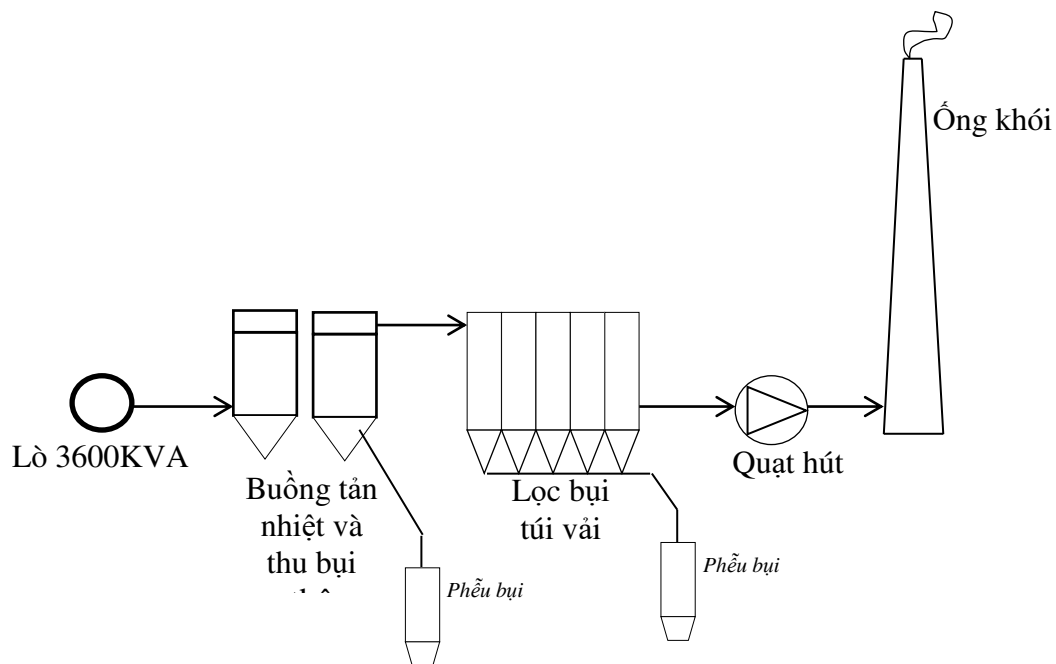 Ống khói
Lò 3600KVA
Buồng tản
nhiệt và
thu bụi
Lọc bụi
túi vải
Quạt hút
Phễu bụi
Phễu bụi